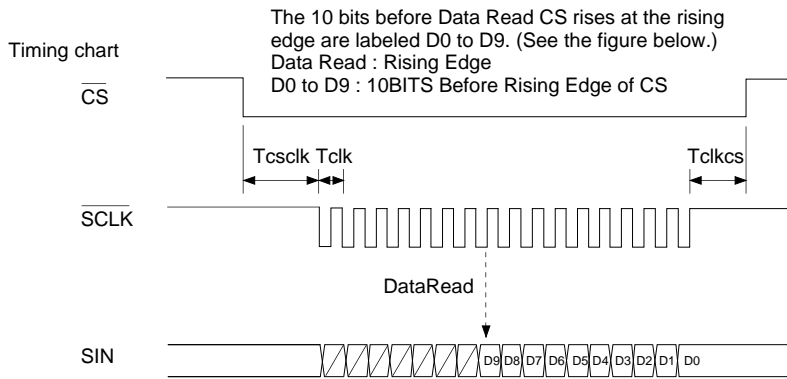 The 10 bits before Data Read CS rises at the rising
edge are labeled D0 to D9. (See the figure below.)
Data Read : Rising Edge
D0 to D9 : 10BITS Before Rising Edge of CS
Timing chart
CS
Tcsclk Tclk Tclkcs
SCLK
DataRead
SIN D9 D8 D7 D6 D5 D4 D3 D2 D1 D0